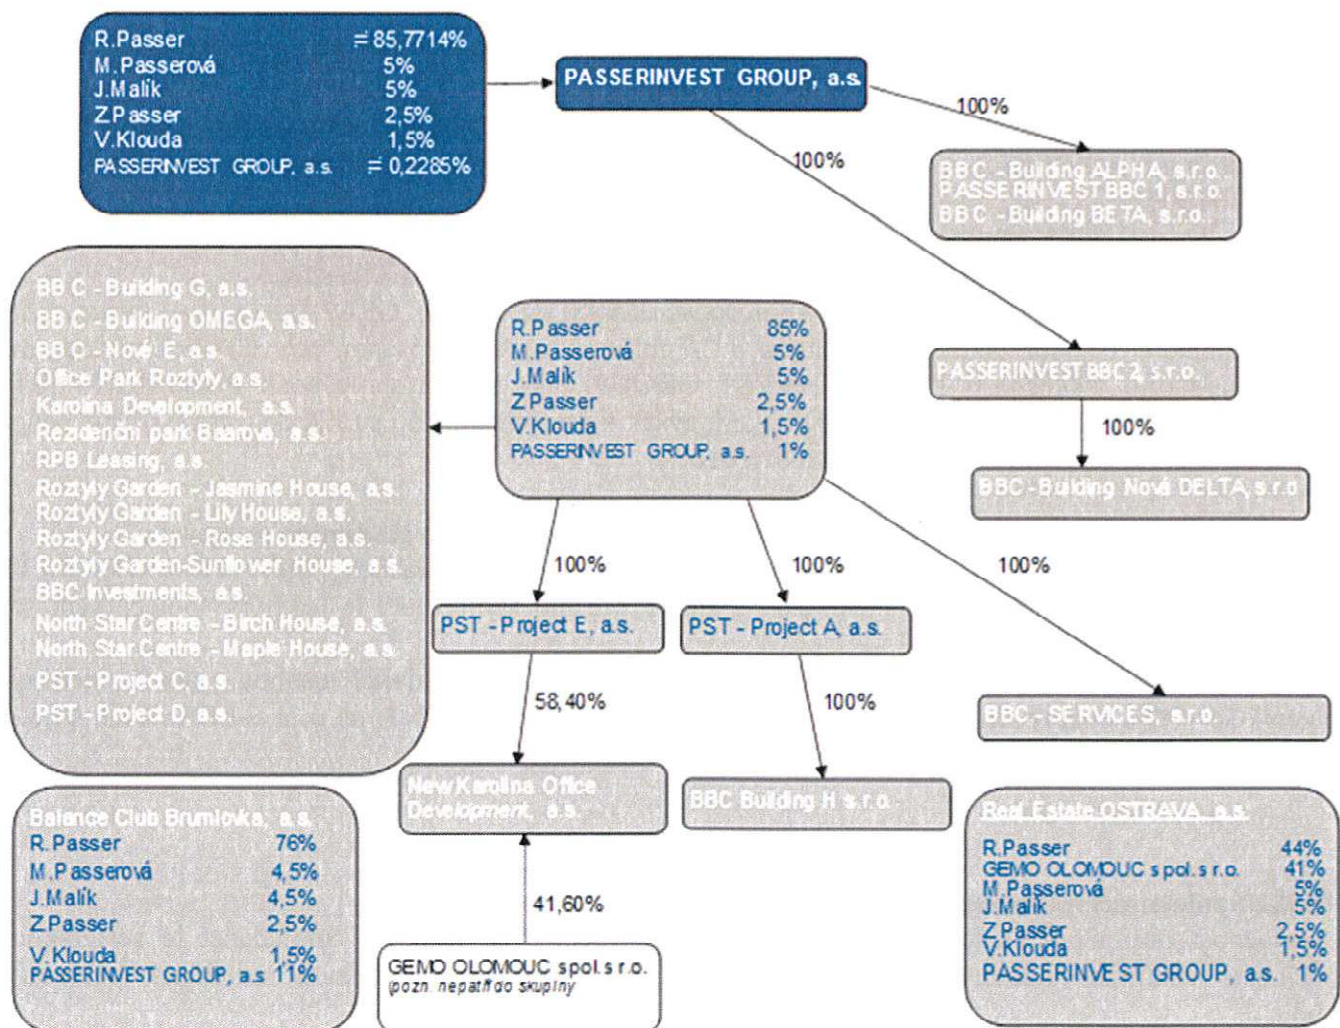 R.Passer ≓ 85,7714%
M.Passerová 5%
J.Malík 5%
Z.Passer 2,5%
V.Klouda 1,5%
PASSERINVEST GROUP, a.s. ≓ 0,2285%
PASSERINVEST GROUP, a.s.
100%
100%
BBC - Building ALPHA, s.r.o.
PASSERINVEST BBC 1, s.r.o.
BBC - Building BETA, s.r.o.
BBC - Building G, a.s.
BBC - Building OMEGA, a.s.
BBC - Nové E, a.s.
Office Park Roztyly, a.s.
Karolina Development, a.s.
Rezidenční park Baarova, a.s.
RPB Leasing, a.s.
Roztyly Garden - Jasmine House, a.s.
Roztyly Garden - Lily House, a.s.
Roztyly Garden - Rose House, a.s.
Roztyly Garden-Sunflower House, a.s.
BBC Investments, a.s.
North Star Centre - Birch House, a.s.
North Star Centre - Maple House, a.s.
PST - Project C, a.s.
PST - Project D, a.s.
R.Passer 85%
M.Passerová 5%
J.Malík 5%
Z.Passer 2,5%
V.Klouda 1,5%
PASSERINVEST GROUP, a.s. 1%
PASSERINVEST BBC 2, s.r.o.
100%
BBC-Building Nová DELTA, s.r.o
100%
100%
100%
PST - Project E, a.s.
PST - Project A, a.s.
58,40%
100%
BBC - SERVICES, s.r.o.
New Karolina Office
Development, a.s.
BBC Building H s.r.o.
41,60%
GEMO OLOMOUC spol.s r.o.
(pozn. nepatří do skupiny
Balance Club Brumlovka, a.s.
R.Passer 76%
M.Passerová 4,5%
J.Malík 4,5%
Z.Passer 2,5%
V.Klouda 1,5%
PASSERINVEST GROUP, a.s 11%
Real Estate OSTRAVA, a.s.
R.Passer 44%
GEMO OLOMOUC spol.s r.o. 41%
M.Passerová 5%
J.Malík 5%
Z.Passer 2,5%
V.Klouda 1,5%
PASSERINVEST GROUP, a.s. 1%